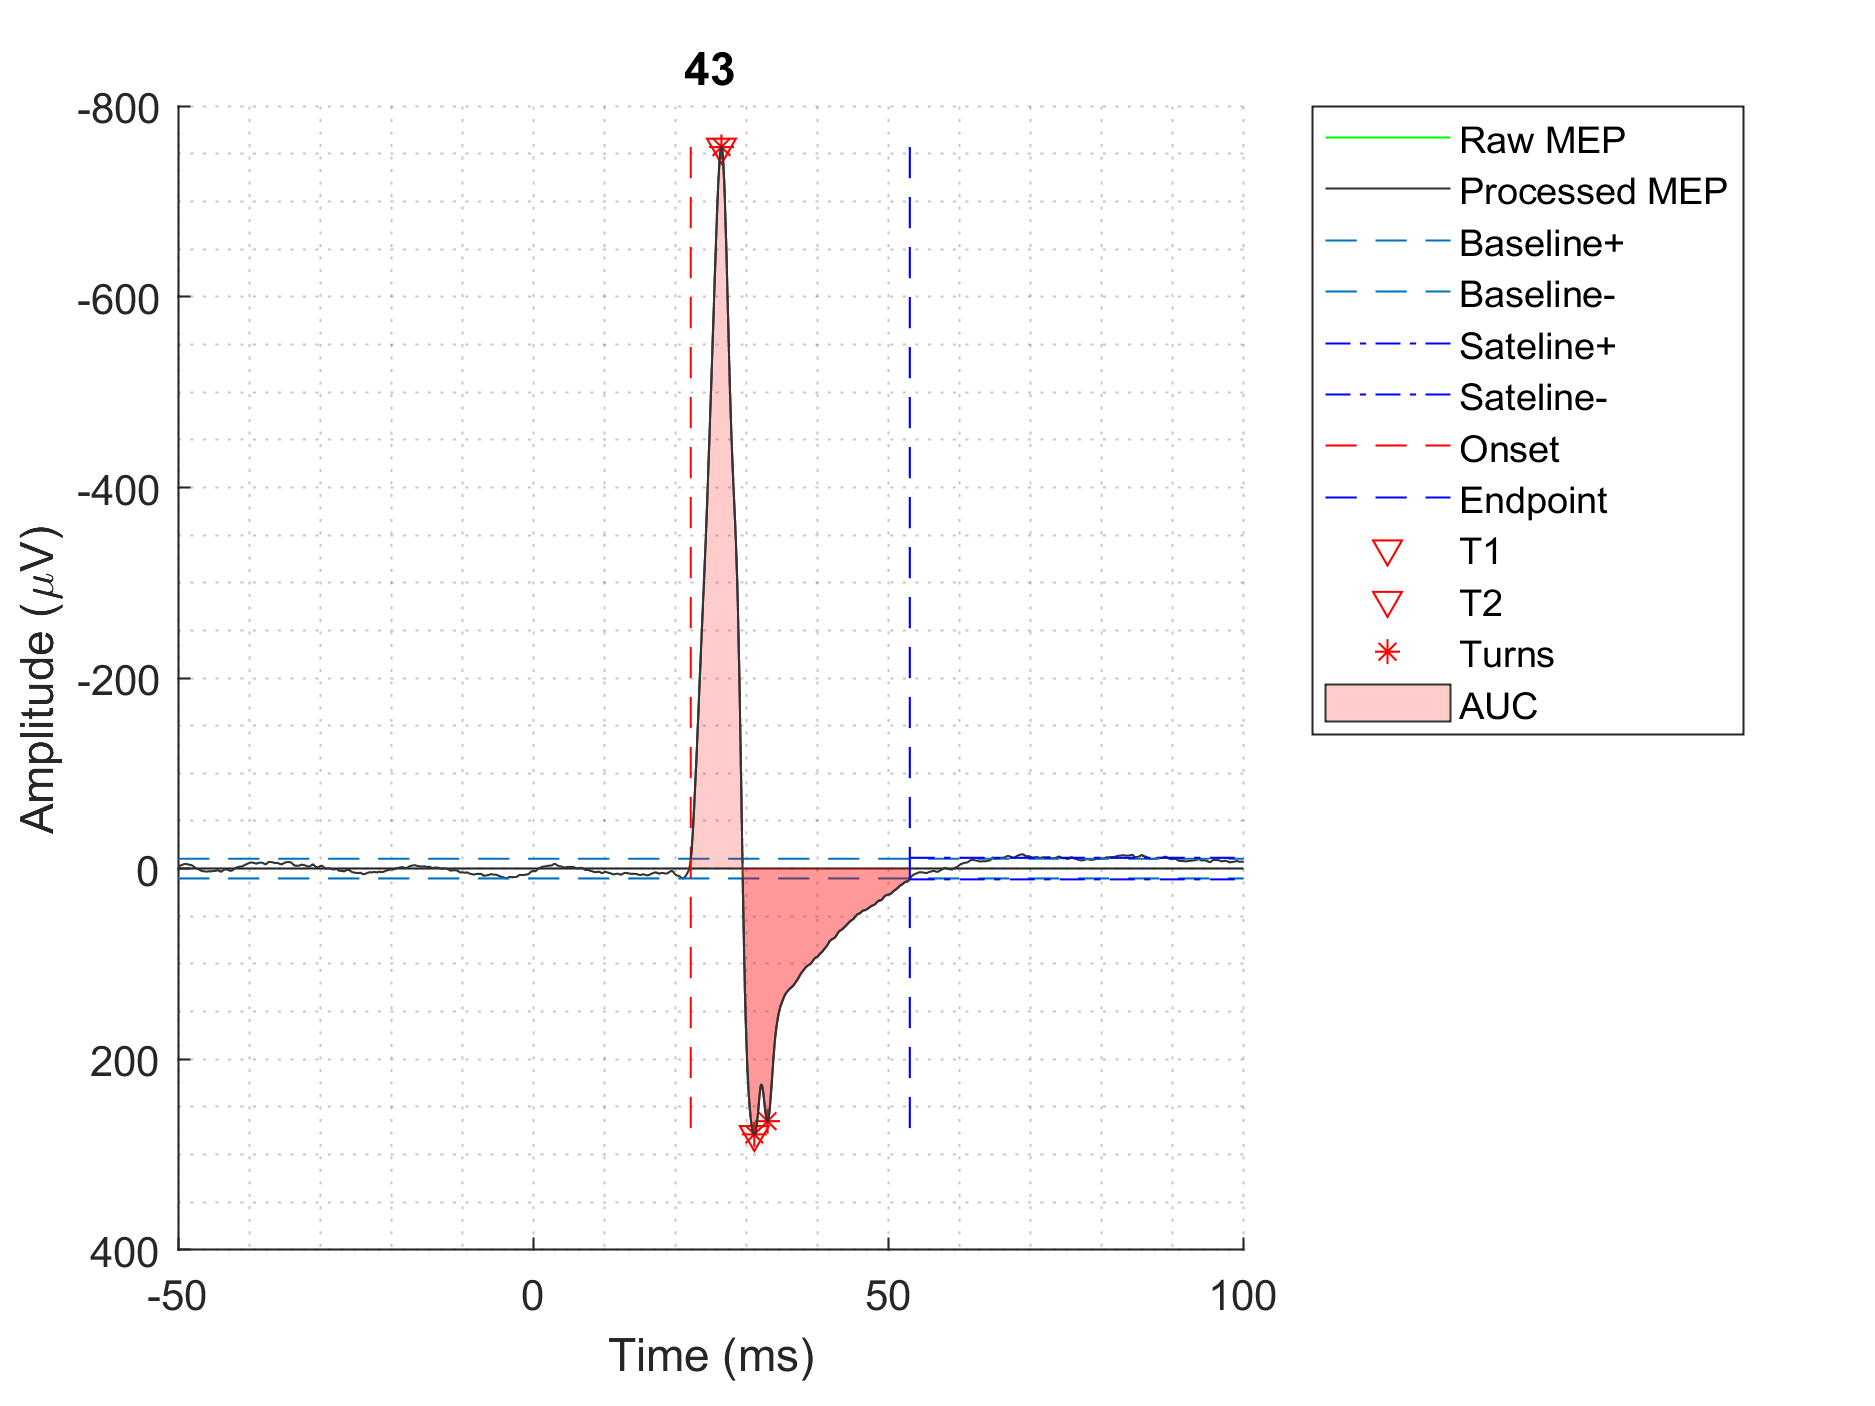 43
-800
-600
-400
-200
0
200
400
Amplitude (μV)
-50
0
50
100
Time (ms)
Raw MEP
Processed MEP
Baseline+
Baseline-
Sateline+
Sateline-
Onset
Endpoint
T1
T2
Turns
AUC